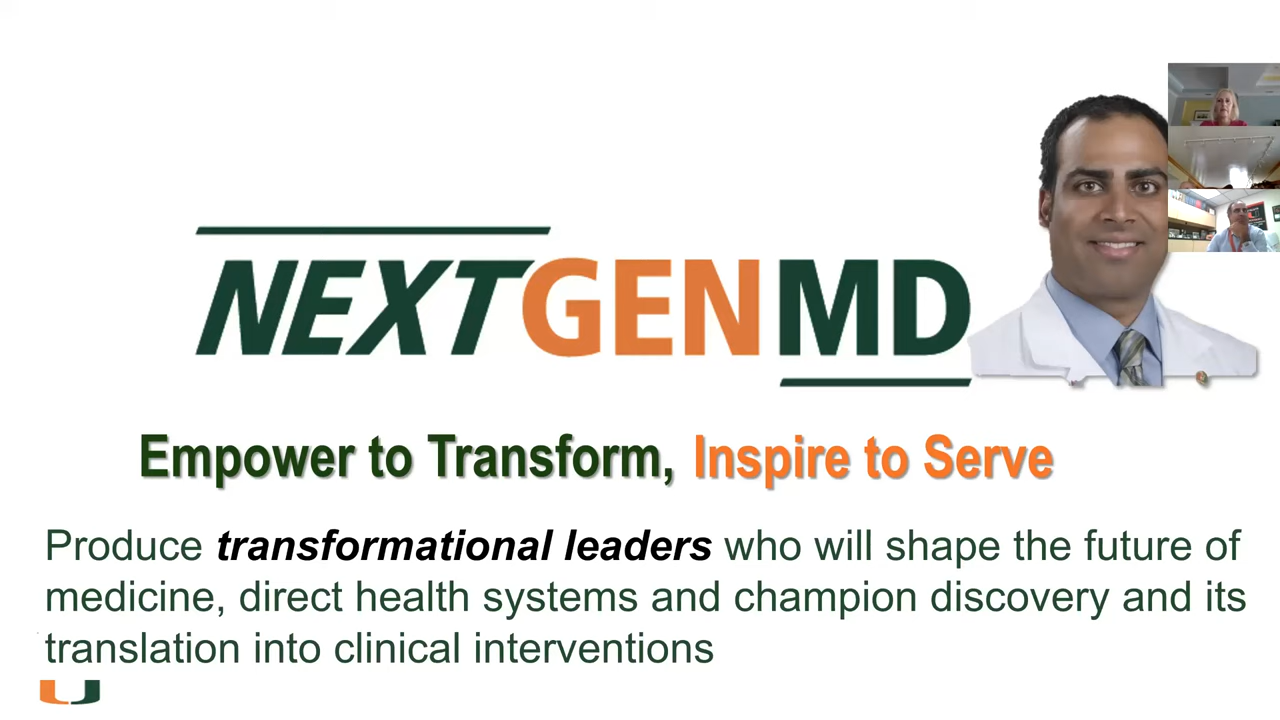 NEXTGENMD
Empower to Transform, Inspire to Serve
Produce transformational leaders who will shape the future of
medicine, direct health systems and champion discovery and its
translation into clinical interventions